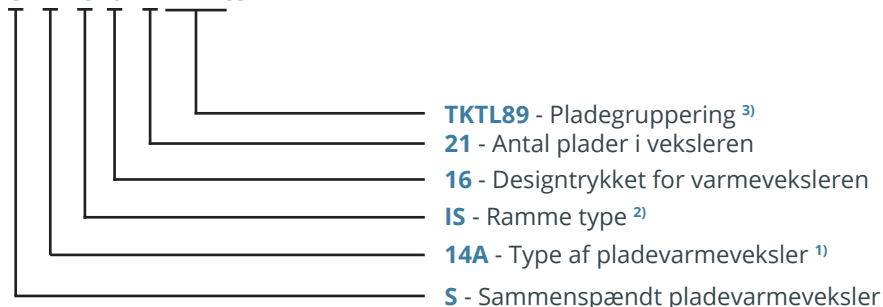 TKTL89 - Pladegruppering 3)
21 - Antal plader i veksleren
16 - Designtrykket for varmeveksleren
IS - Ramme type 2)
14A - Type af pladevarmeveksler 1)
S - Sammenspændt pladevarmeveksler